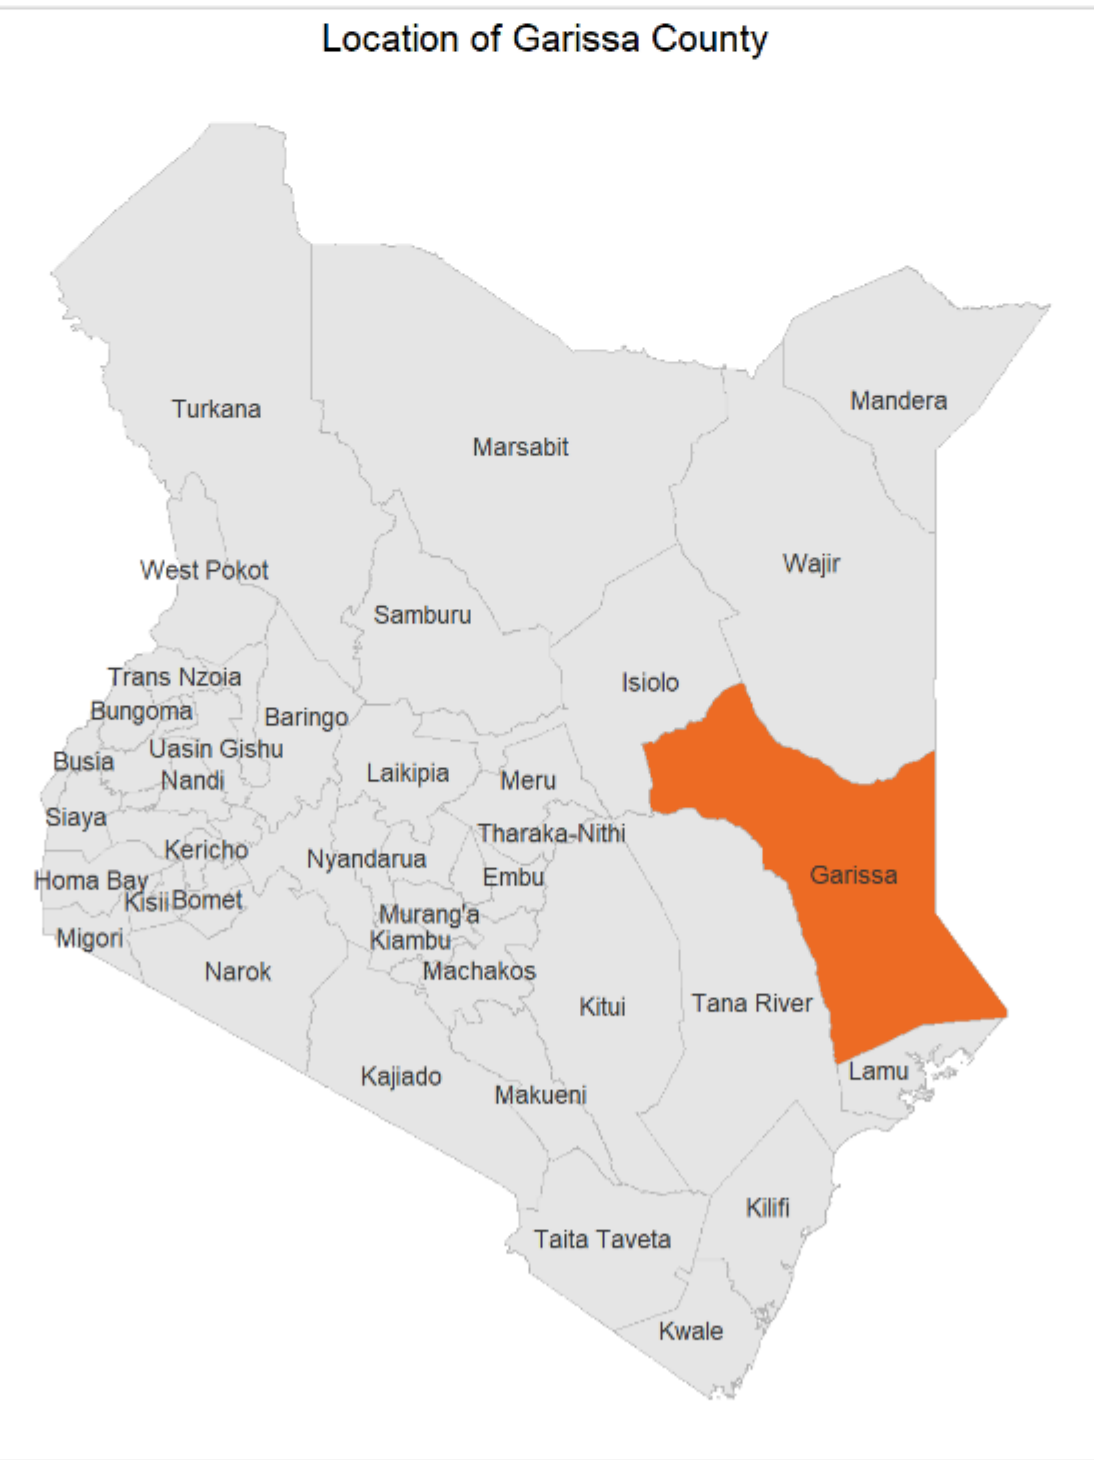 Location of Garissa County
Turkana
Mandera
Marsabit
Wajir
West Pokot
Samburu
Trans Nzoia
Isiolo
Bungoma
Baringo
Uasin Gishu
Busia
Laikipia
Nandi
Meru
Siaya
Tharaka-Nithi
Kericho
Nyandarua
Garissa
Homa Bay
Embu
Kisii
Bomet
Murang'a
Migori
Kiambu
Narok
Machakos
Kitui
Tana River
Lamu
Kajiado
Makueni
Kilifi
Taita Taveta
Kwale